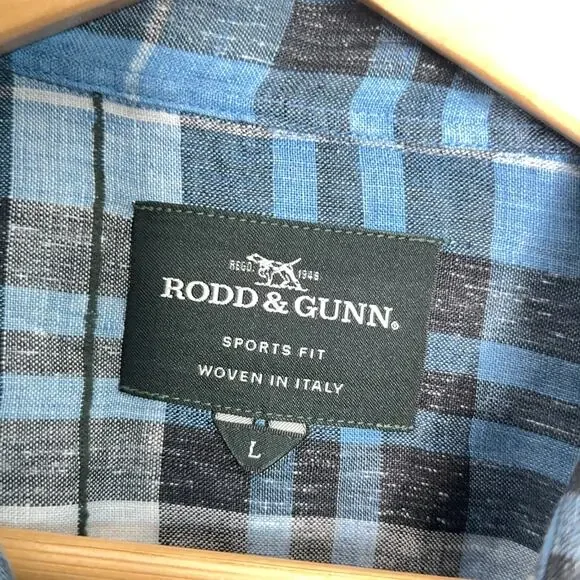 REGD. 1946.
RODD & GUNN®
SPORTS FIT
WOVEN IN ITALY
L